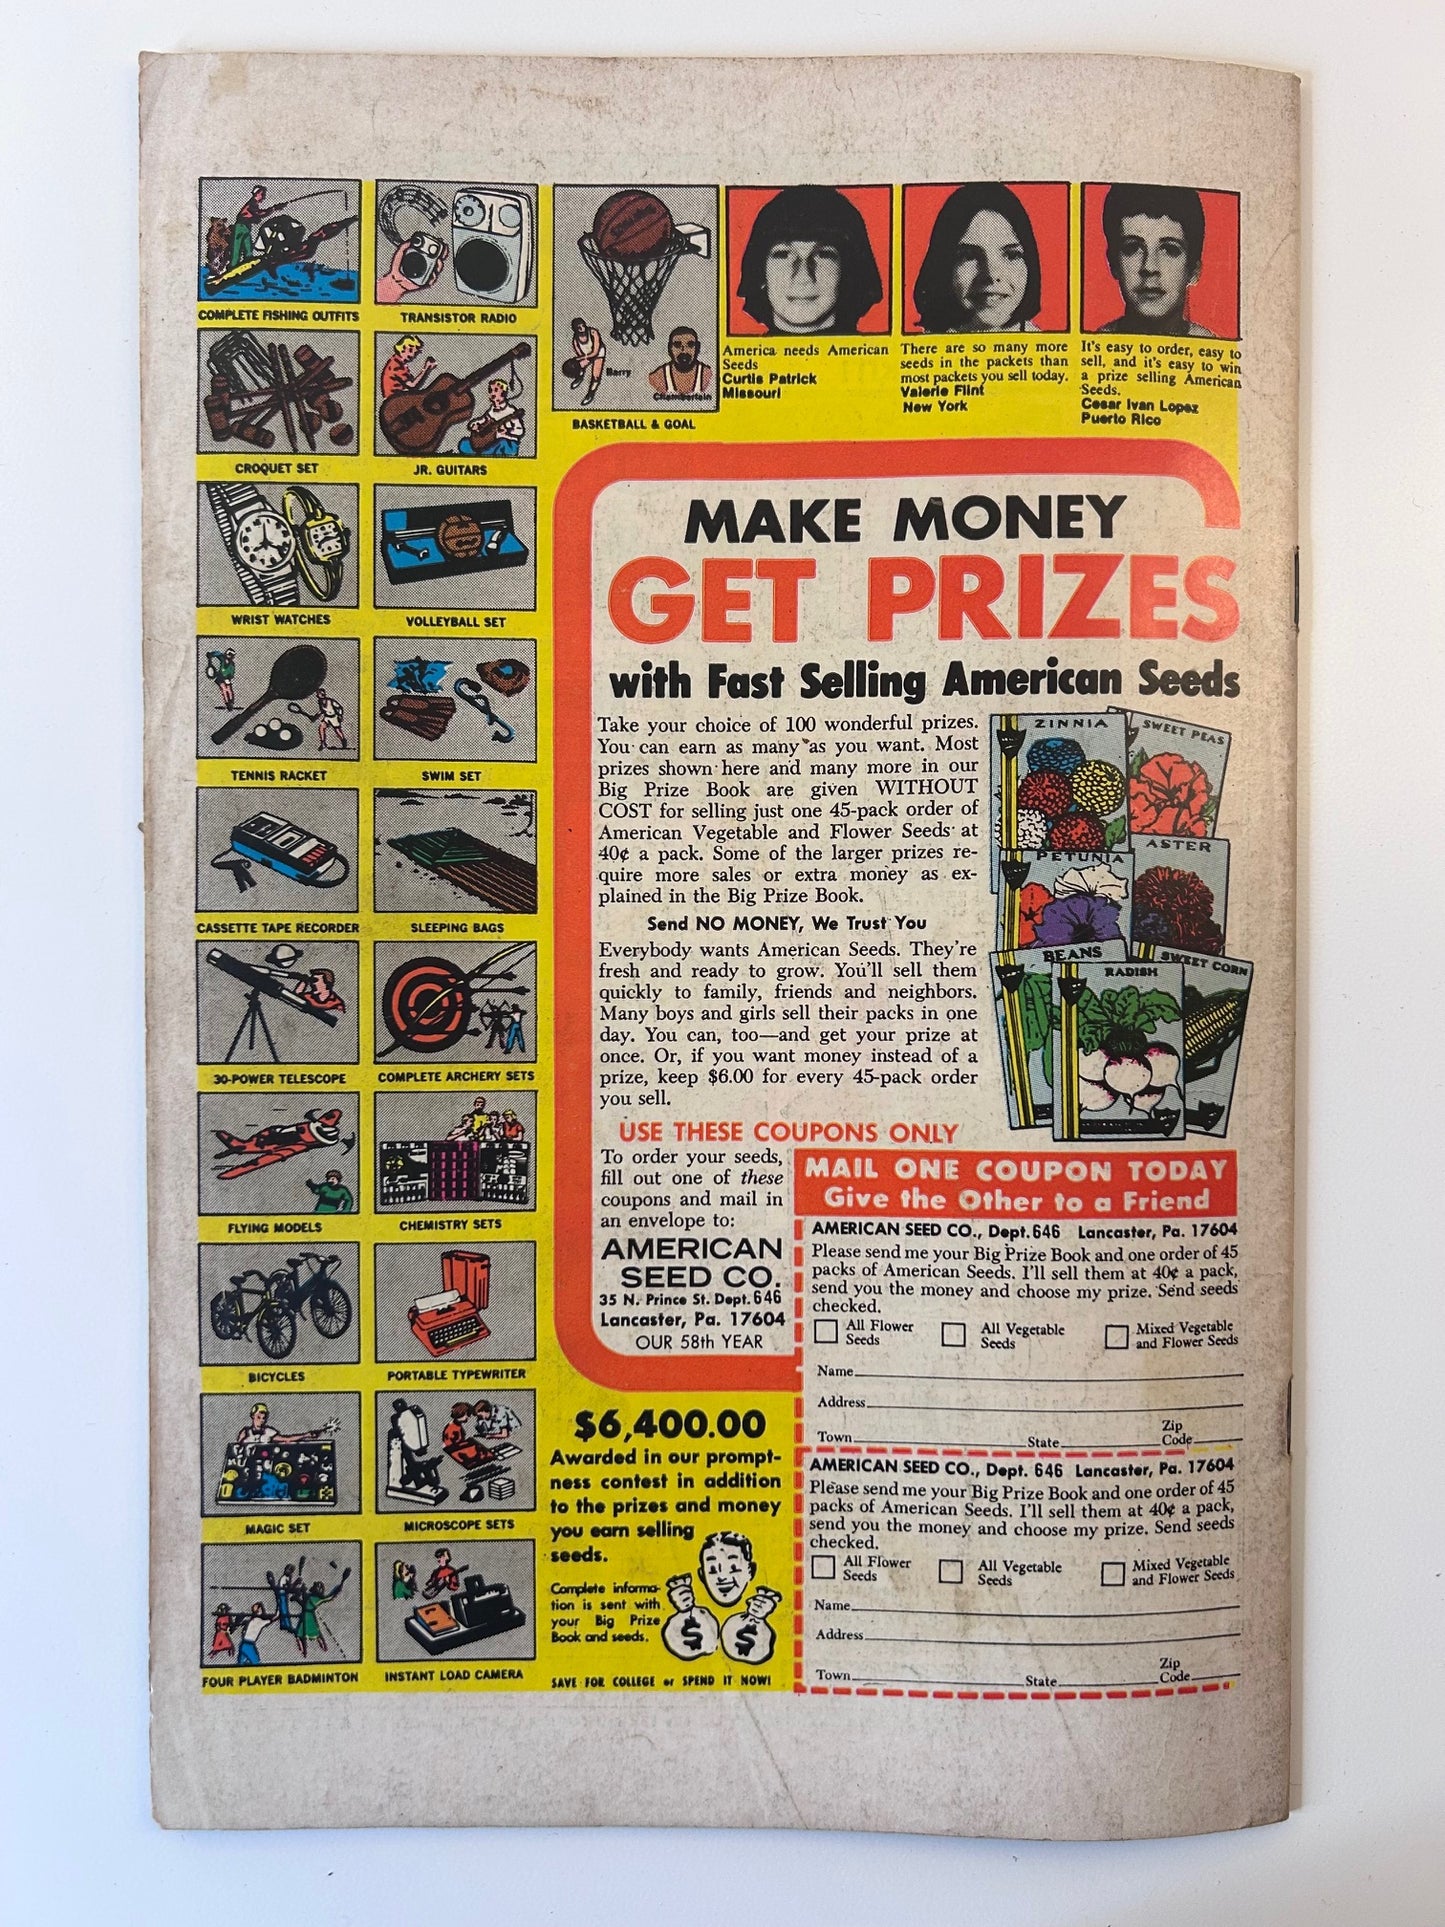 COMPLETE FISHING OUTFITS
TRANSISTOR RADIO
CROQUET SET
JR. GUITARS
WRIST WATCHES
VOLLEYBALL SET
TENNIS RACKET
SWIM SET
CASSETTE TAPE RECORDER
SLEEPING BAGS
30-POWER TELESCOPE
COMPLETE ARCHERY SETS
FLYING MODELS
CHEMISTRY SETS
BICYCLES
PORTABLE TYPEWRITER
MAGIC SET
MICROSCOPE SETS
FOUR PLAYER BADMINTON
INSTANT LOAD CAMERA
Barry
Chamberlain
BASKETBALL & GOAL
America needs American
Seeds
Curtis Patrick
Missouri
There are so many more
seeds in the packets than
most packets you sell today.
Valerie Flint
New York
It's easy to order, easy to
sell, and it's easy to win
a prize selling American
Seeds.
Cesar Ivan Lopez
Puerto Rico
MAKE MONEY
GET PRIZES
with Fast Selling American Seeds
Take your choice of 100 wonderful prizes.
You can earn as many as you want. Most
prizes shown here and many more in our
Big Prize Book are given WITHOUT
COST for selling just one 45-pack order of
American Vegetable and Flower Seeds at
40¢ a pack. Some of the larger prizes re-
quire more sales or extra money as ex-
plained in the Big Prize Book.
Send NO MONEY, We Trust You
Everybody wants American Seeds. They're
fresh and ready to grow. You'll sell them
quickly to family, friends and neighbors.
Many boys and girls sell their packs in one
day. You can, too—and get your prize at
once. Or, if you want money instead of a
prize, keep $6.00 for every 45-pack order
you sell.
ZINNIA
SWEET PEAS
PETUNIA
ASTER
BEANS
RADISH
SWEET CORN
USE THESE COUPONS ONLY
To order your seeds,
fill out one of these
coupons and mail in
an envelope to:
AMERICAN
SEED CO.
35 N. Prince St. Dept. 646
Lancaster, Pa. 17604
OUR 58th YEAR
MAIL ONE COUPON TODAY
Give the Other to a Friend
AMERICAN SEED CO., Dept. 646 Lancaster, Pa. 17604
Please send me your Big Prize Book and one order of 45
packs of American Seeds. I'll sell them at 40¢ a pack,
send you the money and choose my prize. Send seeds
checked.
All Flower
Seeds
All Vegetable
Seeds
Mixed Vegetable
and Flower Seeds
Name
Address
Town State Zip
Code
AMERICAN SEED CO., Dept. 646 Lancaster, Pa. 17604
Please send me your Big Prize Book and one order of 45
packs of American Seeds. I'll sell them at 40¢ a pack,
send you the money and choose my prize. Send seeds
checked.
All Flower
Seeds
All Vegetable
Seeds
Mixed Vegetable
and Flower Seeds
Name
Address
Town State Zip
Code
$6,400.00
Awarded in our prompt-
ness contest in addition
to the prizes and money
you earn selling
seeds.
Complete informa-
tion is sent with
your Big Prize
Book and seeds.
$ $
SAVE FOR COLLEGE or SPEND IT NOW!